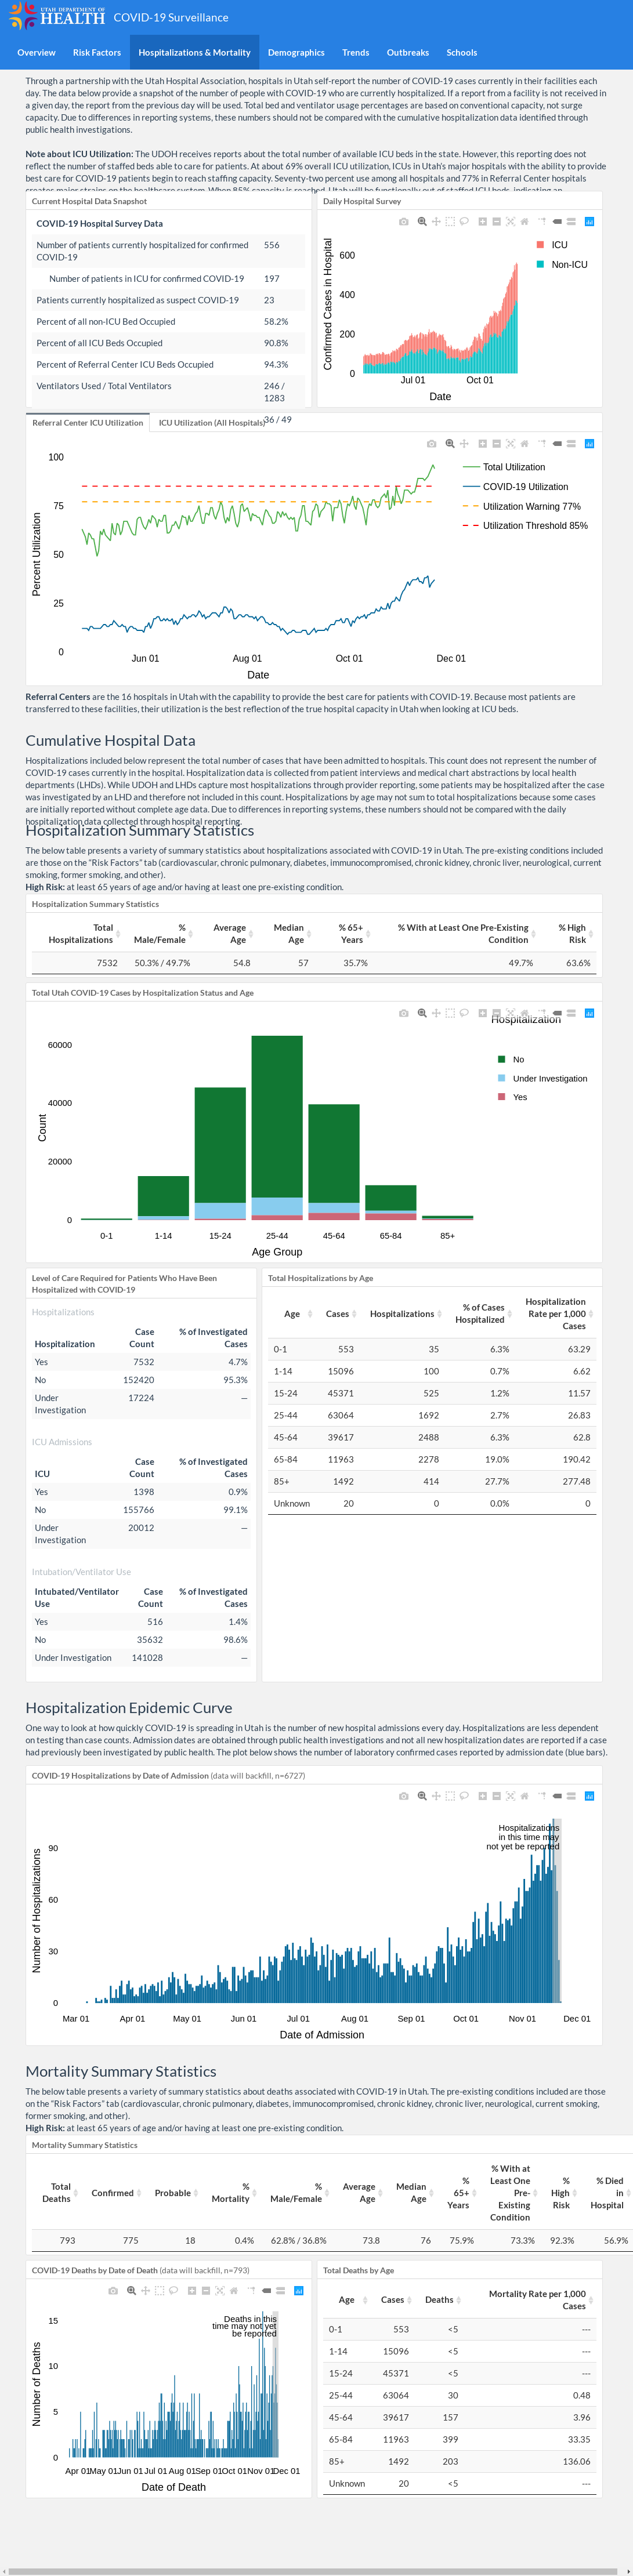 UTAH DEPARTMENT OF
HEALTH
COVID-19 Surveillance
Overview Risk Factors Hospitalizations & Mortality Demographics Trends Outbreaks Schools
Through a partnership with the Utah Hospital Association, hospitals in Utah self-report the number of COVID-19 cases currently in their facilities each
day. The data below provide a snapshot of the number of people with COVID-19 who are currently hospitalized. If a report from a facility is not received in
a given day, the report from the previous day will be used. Total bed and ventilator usage percentages are based on conventional capacity, not surge
capacity. Due to differences in reporting systems, these numbers should not be compared with the cumulative hospitalization data identified through
public health investigations.
Note about ICU Utilization: The UDOH receives reports about the total number of available ICU beds in the state. However, this reporting does not
reflect the number of staffed beds able to care for patients. At about 69% overall ICU utilization, ICUs in Utah's major hospitals with the ability to provide
best care for COVID-19 patients begin to reach staffing capacity. Seventy-two percent use among all hospitals and 77% in Referral Center hospitals
creates major strains on the healthcare system. When 85% capacity is reached, Utah will be functionally out of staffed ICU beds, indicating an
Current Hospital Data Snapshot
COVID-19 Hospital Survey Data
Number of patients currently hospitalized for confirmed COVID-19 556
Number of patients in ICU for confirmed COVID-19 197
Patients currently hospitalized as suspect COVID-19 23
Percent of all non-ICU Bed Occupied 58.2%
Percent of all ICU Beds Occupied 90.8%
Percent of Referral Center ICU Beds Occupied 94.3%
Ventilators Used / Total Ventilators 246 / 1283
36 / 49
Daily Hospital Survey
Confirmed Cases in Hospital
600
400
200
0
Jul 01 Oct 01
Date
ICU
Non-ICU
Referral Center ICU Utilization ICU Utilization (All Hospitals)
Percent Utilization
100
75
50
25
0
Jun 01 Aug 01 Oct 01 Dec 01
Date
Total Utilization
COVID-19 Utilization
Utilization Warning 77%
Utilization Threshold 85%
Referral Centers are the 16 hospitals in Utah with the capability to provide the best care for patients with COVID-19. Because most patients are
transferred to these facilities, their utilization is the best reflection of the true hospital capacity in Utah when looking at ICU beds.
Cumulative Hospital Data
Hospitalizations included below represent the total number of cases that have been admitted to hospitals. This count does not represent the number of
COVID-19 cases currently in the hospital. Hospitalization data is collected from patient interviews and medical chart abstractions by local health
departments (LHDs). While UDOH and LHDs capture most hospitalizations through provider reporting, some patients may be hospitalized after the case
was investigated by an LHD and therefore not included in this count. Hospitalizations by age may not sum to total hospitalizations because some cases
are initially reported without complete age data. Due to differences in reporting systems, these numbers should not be compared with the daily
hospitalization data collected through hospital reporting.
Hospitalization Summary Statistics
The below table presents a variety of summary statistics about hospitalizations associated with COVID-19 in Utah. The pre-existing conditions included
are those on the "Risk Factors" tab (cardiovascular, chronic pulmonary, diabetes, immunocompromised, chronic kidney, chronic liver, neurological, current
smoking, former smoking, and other).
High Risk: at least 65 years of age and/or having at least one pre-existing condition.
Hospitalization Summary Statistics
Total Hospitalizations % Male/Female Average Age Median Age % 65+ Years % With at Least One Pre-Existing Condition % High Risk
7532 50.3% / 49.7% 54.8 57 35.7% 49.7% 63.6%
Total Utah COVID-19 Cases by Hospitalization Status and Age
Count
60000
40000
20000
0
0-1 1-14 15-24 25-44 45-64 65-84 85+
Age Group
Hospitalization
No
Under Investigation
Yes
Level of Care Required for Patients Who Have Been
Hospitalized with COVID-19
Hospitalizations
Hospitalization Case Count % of Investigated Cases
Yes 7532 4.7%
No 152420 95.3%
Under Investigation 17224 —
ICU Admissions
ICU Case Count % of Investigated Cases
Yes 1398 0.9%
No 155766 99.1%
Under Investigation 20012 —
Intubation/Ventilator Use
Intubated/Ventilator Use Case Count % of Investigated Cases
Yes 516 1.4%
No 35632 98.6%
Under Investigation 141028 —
Total Hospitalizations by Age
Age Cases Hospitalizations % of Cases Hospitalized Hospitalization Rate per 1,000 Cases
0-1 553 35 6.3% 63.29
1-14 15096 100 0.7% 6.62
15-24 45371 525 1.2% 11.57
25-44 63064 1692 2.7% 26.83
45-64 39617 2488 6.3% 62.8
65-84 11963 2278 19.0% 190.42
85+ 1492 414 27.7% 277.48
Unknown 20 0 0.0% 0
Hospitalization Epidemic Curve
One way to look at how quickly COVID-19 is spreading in Utah is the number of new hospital admissions every day. Hospitalizations are less dependent
on testing than case counts. Admission dates are obtained through public health investigations and not all new hospitalization dates are reported if a case
had previously been investigated by public health. The plot below shows the number of laboratory confirmed cases reported by admission date (blue bars).
COVID-19 Hospitalizations by Date of Admission (data will backfill, n=6727)
Number of Hospitalizations
90
60
30
0
Hospitalizations
in this time may
not yet be reported
Mar 01 Apr 01 May 01 Jun 01 Jul 01 Aug 01 Sep 01 Oct 01 Nov 01 Dec 01
Date of Admission
Mortality Summary Statistics
The below table presents a variety of summary statistics about deaths associated with COVID-19 in Utah. The pre-existing conditions included are those
on the "Risk Factors" tab (cardiovascular, chronic pulmonary, diabetes, immunocompromised, chronic kidney, chronic liver, neurological, current smoking,
former smoking, and other).
High Risk: at least 65 years of age and/or having at least one pre-existing condition.
Mortality Summary Statistics
Total Deaths Confirmed Probable % Mortality % Male/Female Average Age Median Age % 65+ Years % With at Least One Pre-Existing Condition % High Risk % Died in Hospital
793 775 18 0.4% 62.8% / 36.8% 73.8 76 75.9% 73.3% 92.3% 56.9%
COVID-19 Deaths by Date of Death (data will backfill, n=793)
Number of Deaths
15
10
5
0
Deaths in this
time may not yet
be reported
Apr 01 May 01 Jun 01 Jul 01 Aug 01 Sep 01 Oct 01 Nov 01 Dec 01
Date of Death
Total Deaths by Age
Age Cases Deaths Mortality Rate per 1,000 Cases
0-1 553 <5 ---
1-14 15096 <5 ---
15-24 45371 <5 ---
25-44 63064 30 0.48
45-64 39617 157 3.96
65-84 11963 399 33.35
85+ 1492 203 136.06
Unknown 20 <5 ---